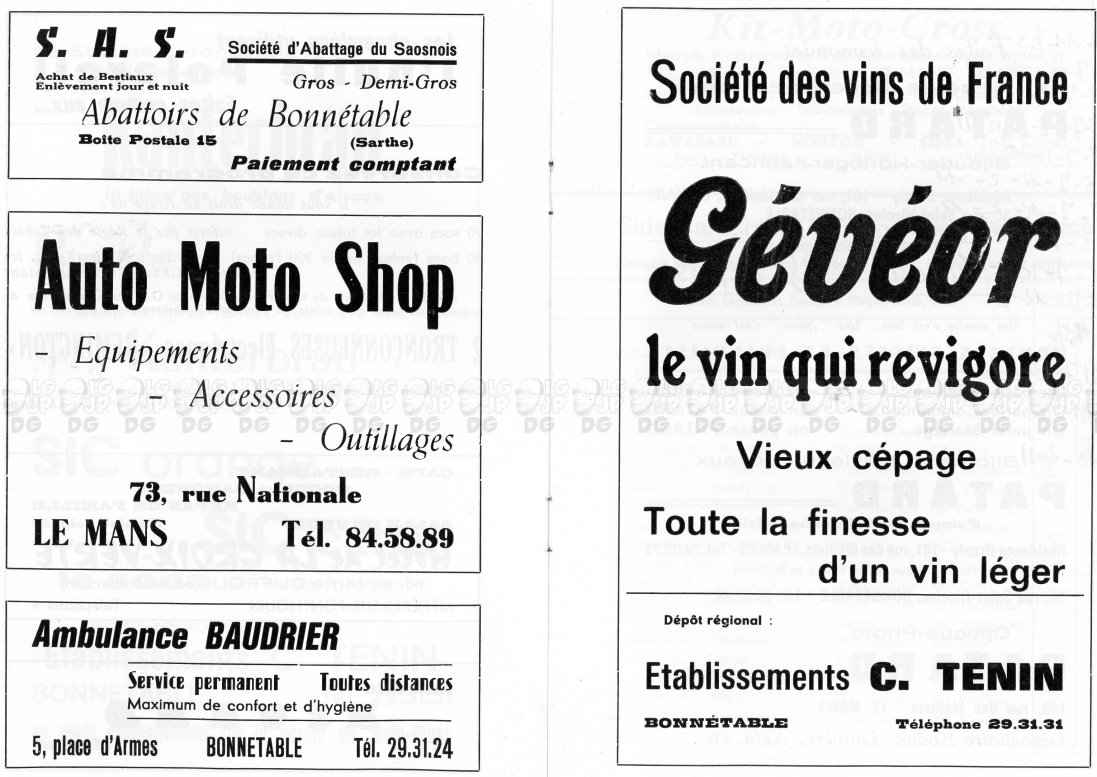 S. A. S. Société d'Abattage du Saosnois
Achat de Bestiaux
Enlèvement jour et nuit
Gros - Demi-Gros
Abattoirs de Bonnétable
Boite Postale 15 (Sarthe)
Paiement comptant
Auto Moto Shop
- Equipements
- Accessoires
- Outillages
73, rue Nationale
LE MANS Tél. 84.58.89
Ambulance BAUDRIER
Service permanent Toutes distances
Maximum de confort et d'hygiène
5, place d'Armes BONNETABLE Tél. 29.31.24
Société des vins de France
Gévéor
le vin qui revigore
Vieux cépage
Toute la finesse
d'un vin léger
Dépôt régional :
Etablissements C. TENIN
BONNÉTABLE Téléphone 29.31.31